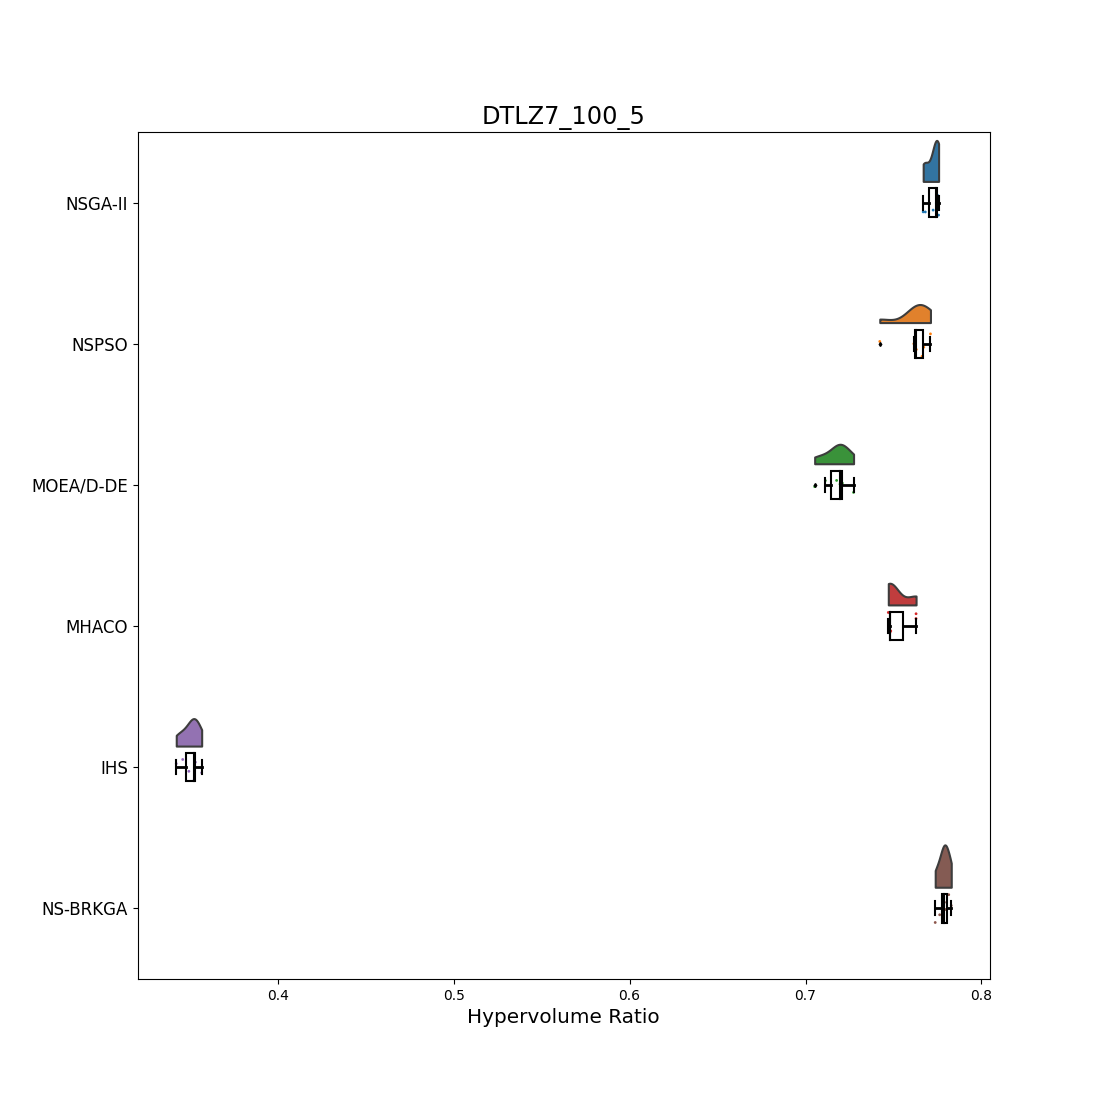 DTLZ7_100_5
NSGA-II
NSPSO
MOEA/D-DE
MHACO
IHS
NS-BRKGA
0.4 0.5 0.6 0.7 0.8
Hypervolume Ratio